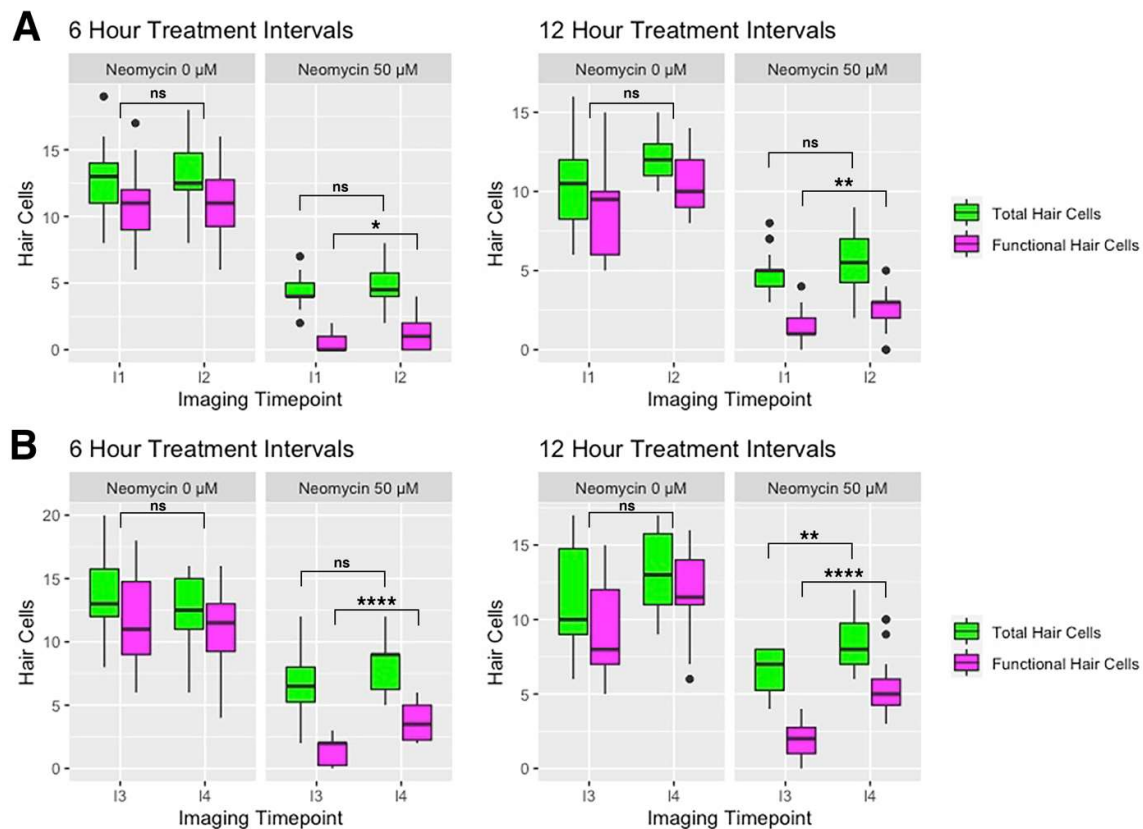 A
6 Hour Treatment Intervals
12 Hour Treatment Intervals
Neomycin 0 µM
Neomycin 50 µM
Neomycin 0 µM
Neomycin 50 µM
ns
ns
*
ns
ns
**
Hair Cells
15
10
5
0
Hair Cells
15
10
5
0
I1
I2
I1
I2
I1
I2
I1
I2
Imaging Timepoint
Imaging Timepoint
Total Hair Cells
Functional Hair Cells
B
6 Hour Treatment Intervals
12 Hour Treatment Intervals
Neomycin 0 µM
Neomycin 50 µM
Neomycin 0 µM
Neomycin 50 µM
ns
ns
****
ns
**
****
Hair Cells
20
15
10
5
0
Hair Cells
15
10
5
0
I3
I4
I3
I4
I3
I4
I3
I4
Imaging Timepoint
Imaging Timepoint
Total Hair Cells
Functional Hair Cells